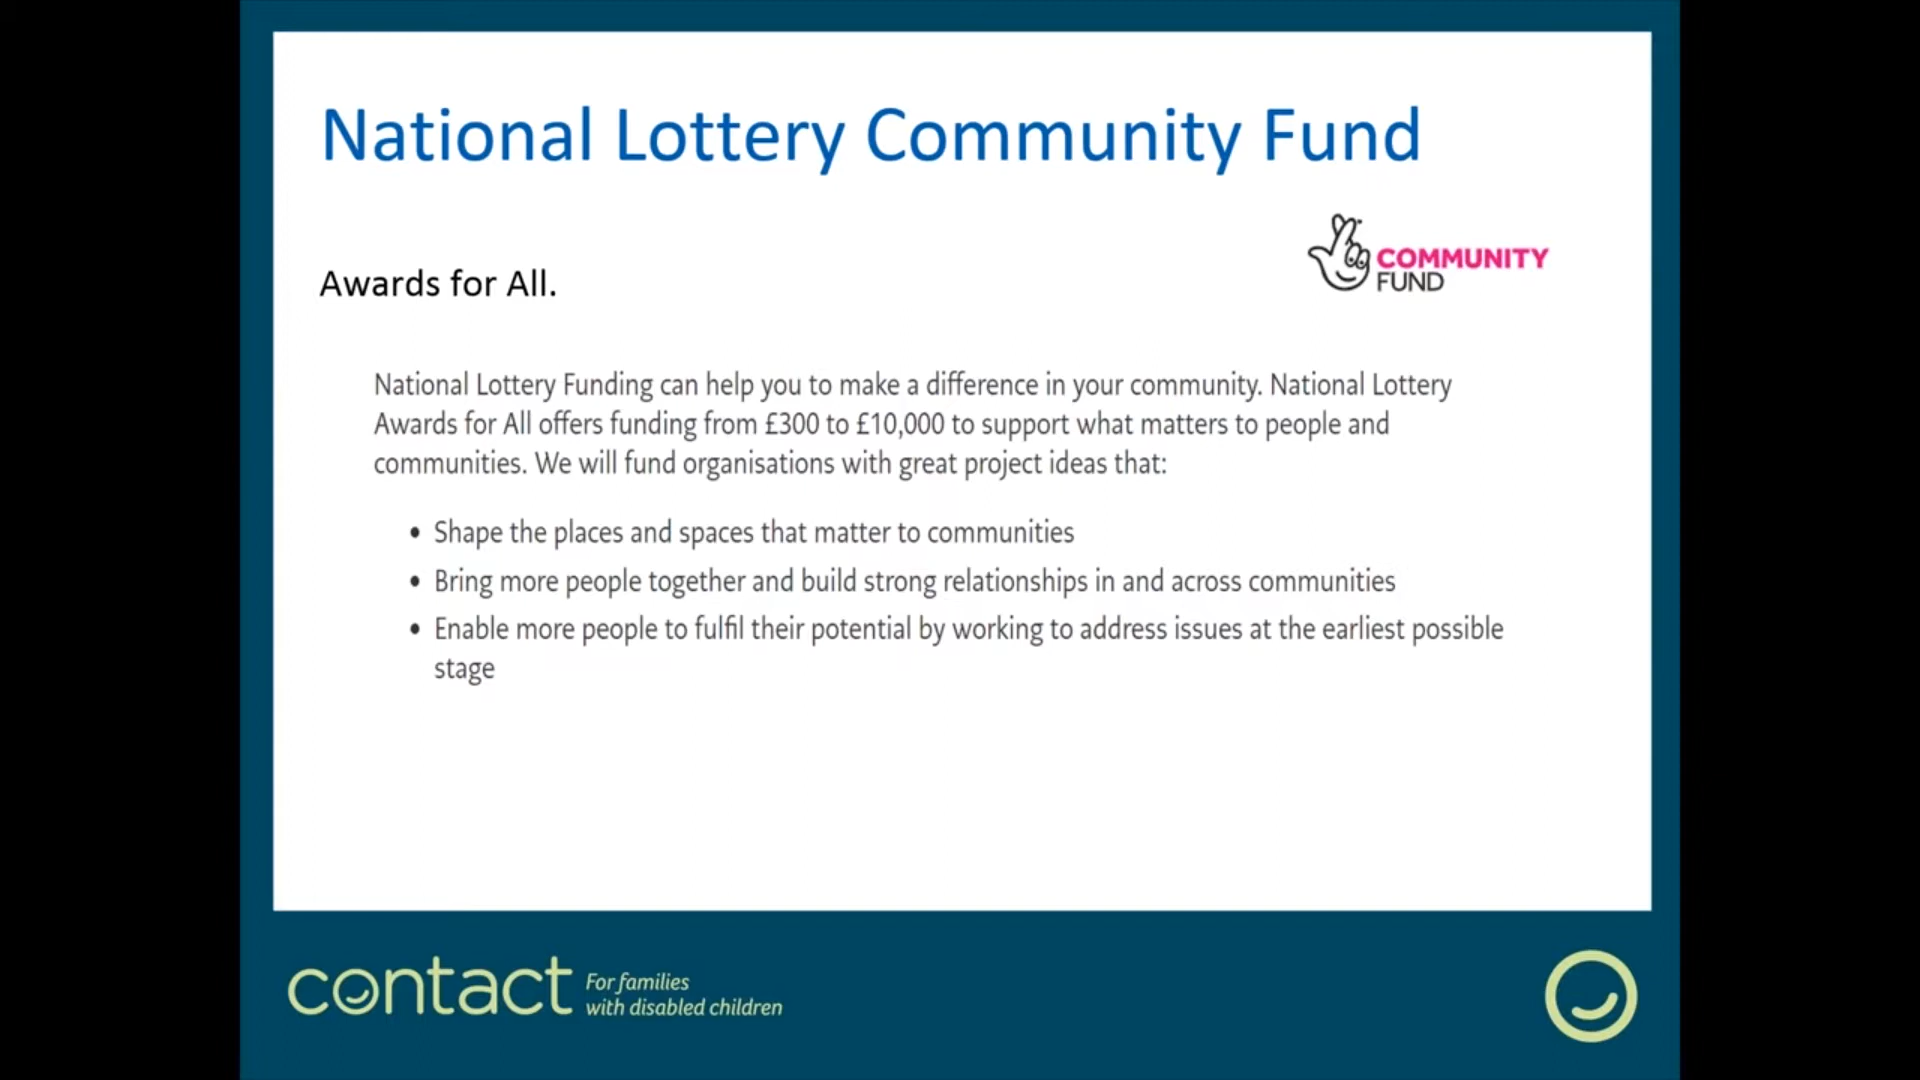 National Lottery Community Fund
COMMUNITY
FUND
Awards for All.
National Lottery Funding can help you to make a difference in your community. National Lottery
Awards for All offers funding from £300 to £10,000 to support what matters to people and
communities. We will fund organisations with great project ideas that:
• Shape the places and spaces that matter to communities
• Bring more people together and build strong relationships in and across communities
• Enable more people to fulfil their potential by working to address issues at the earliest possible
stage
contact
For families
with disabled children